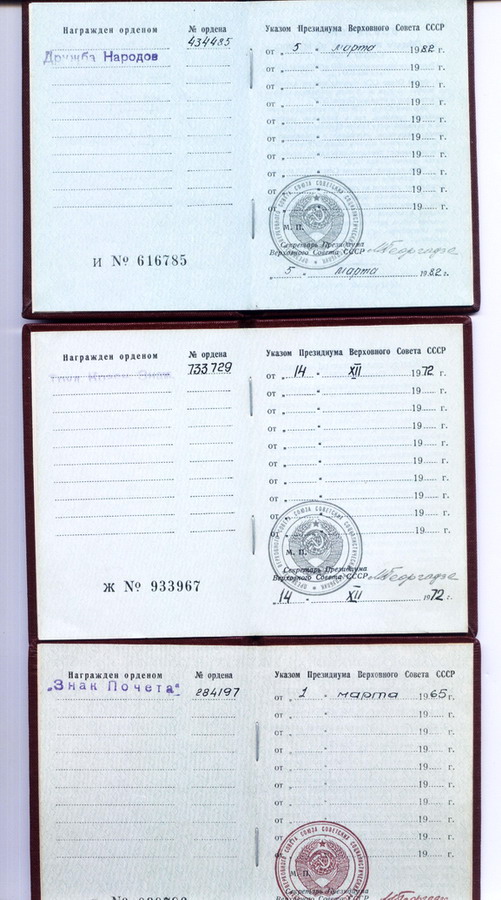 Награжден орденом
№ ордена
Указом Президиума Верховного Совета СССР
Дружба Народов
434485
от „ 5 " марта 1982 г.
от „ " 19 г.
от „ " 19 г.
от „ " 19 г.
от „ " 19 г.
от „ " 19 г.
от „ " 19 г.
от „ " 19 г.
от „ " 19 г.
от „ " 19 г.
М. П.
Секретарь Президиума
Верховного Совета СССР
МГеоргадзе
И № 616785
„ 5 " марта 1982 г.
Награжден орденом
№ ордена
Указом Президиума Верховного Совета СССР
733729
от „ 14 " XII 1972 г.
от „ " 19 г.
от „ " 19 г.
от „ " 19 г.
от „ " 19 г.
от „ " 19 г.
от „ " 19 г.
от „ " 19 г.
от „ " 19 г.
от „ " 19 г.
М. П.
Секретарь Президиума
Верховного Совета СССР
МГеоргадзе
Ж № 933967
„ 14 " XII 1972 г.
Награжден орденом
№ ордена
Указом Президиума Верховного Совета СССР
„Знак Почета"
284197
от „ 1 " марта 1965 г.
от „ " 19 г.
от „ " 19 г.
от „ " 19 г.
от „ " 19 г.
от „ " 19 г.
от „ " 19 г.
от „ " 19 г.
от „ " 19 г.
от „ "
М. П.
Секретарь Президиума